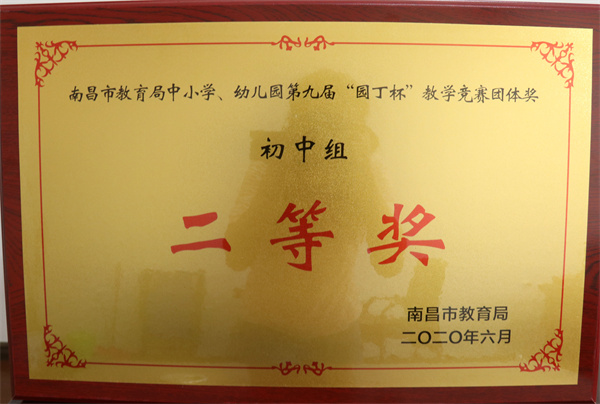 南昌市教育局中小学、幼儿园第九届“园丁杯”教学竞赛团体奖
初中组
二等奖
南昌市教育局
二〇二〇年六月